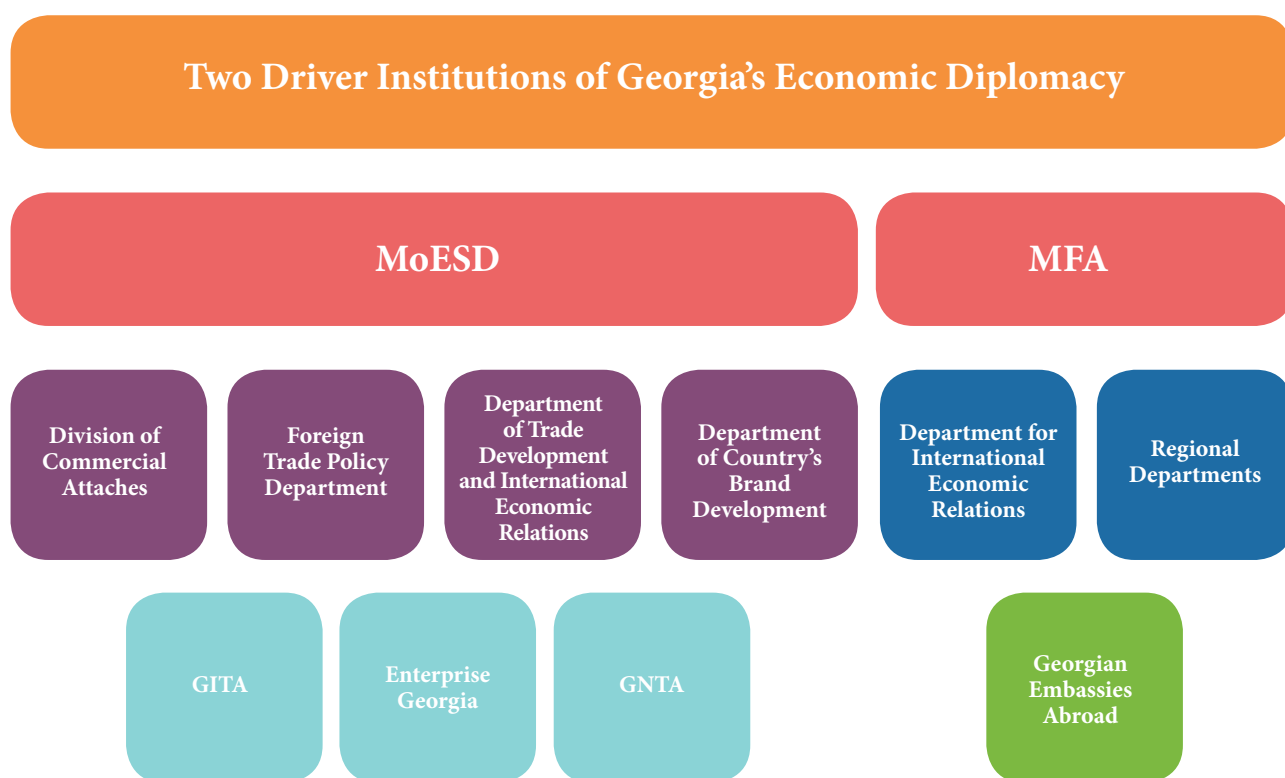 Two Driver Institutions of Georgia’s Economic Diplomacy
MoESD
MFA
Division of
Commercial
Attaches
Foreign
Trade Policy
Department
Department
of Trade
Development
and International
Economic
Relations
Department
of Country’s
Brand
Development
Department for
International
Economic
Relations
Regional
Departments
GITA
Enterprise
Georgia
GNTA
Georgian
Embassies
Abroad